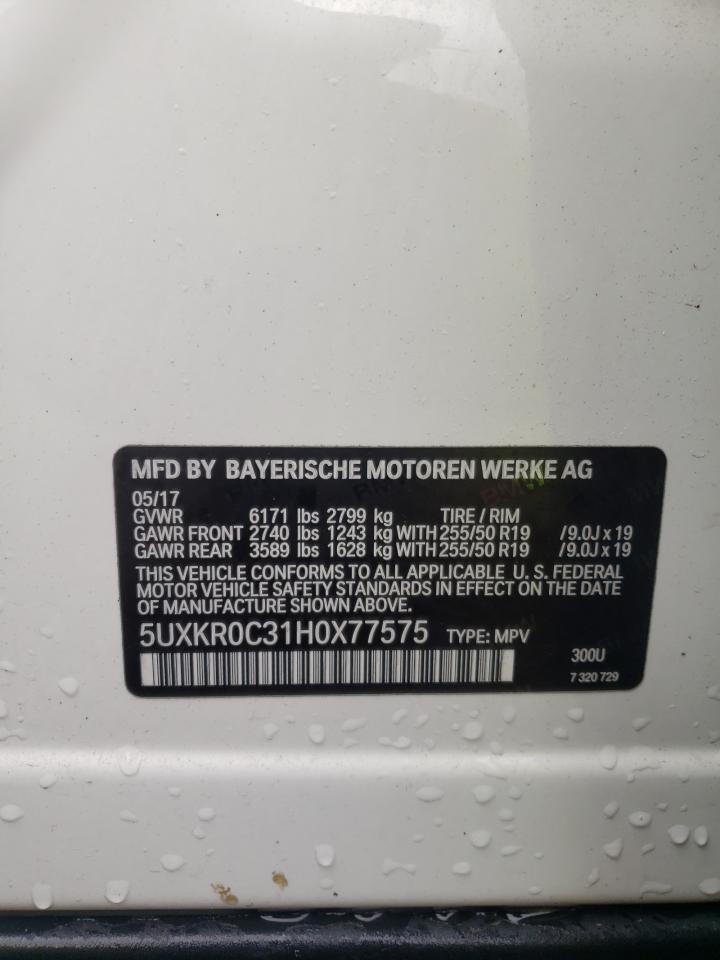 MFD BY BAYERISCHE MOTOREN WERKE AG
05/17
GVWR 6171 lbs 2799 kg TIRE / RIM
GAWR FRONT 2740 lbs 1243 kg WITH 255/50 R19 /9.0J x 19
GAWR REAR 3589 lbs 1628 kg WITH 255/50 R19 /9.0J x 19
THIS VEHICLE CONFORMS TO ALL APPLICABLE U. S. FEDERAL
MOTOR VEHICLE SAFETY STANDARDS IN EFFECT ON THE DATE
OF MANUFACTURE SHOWN ABOVE.
5UXKR0C31H0X77575 TYPE: MPV
300U
7 320 729